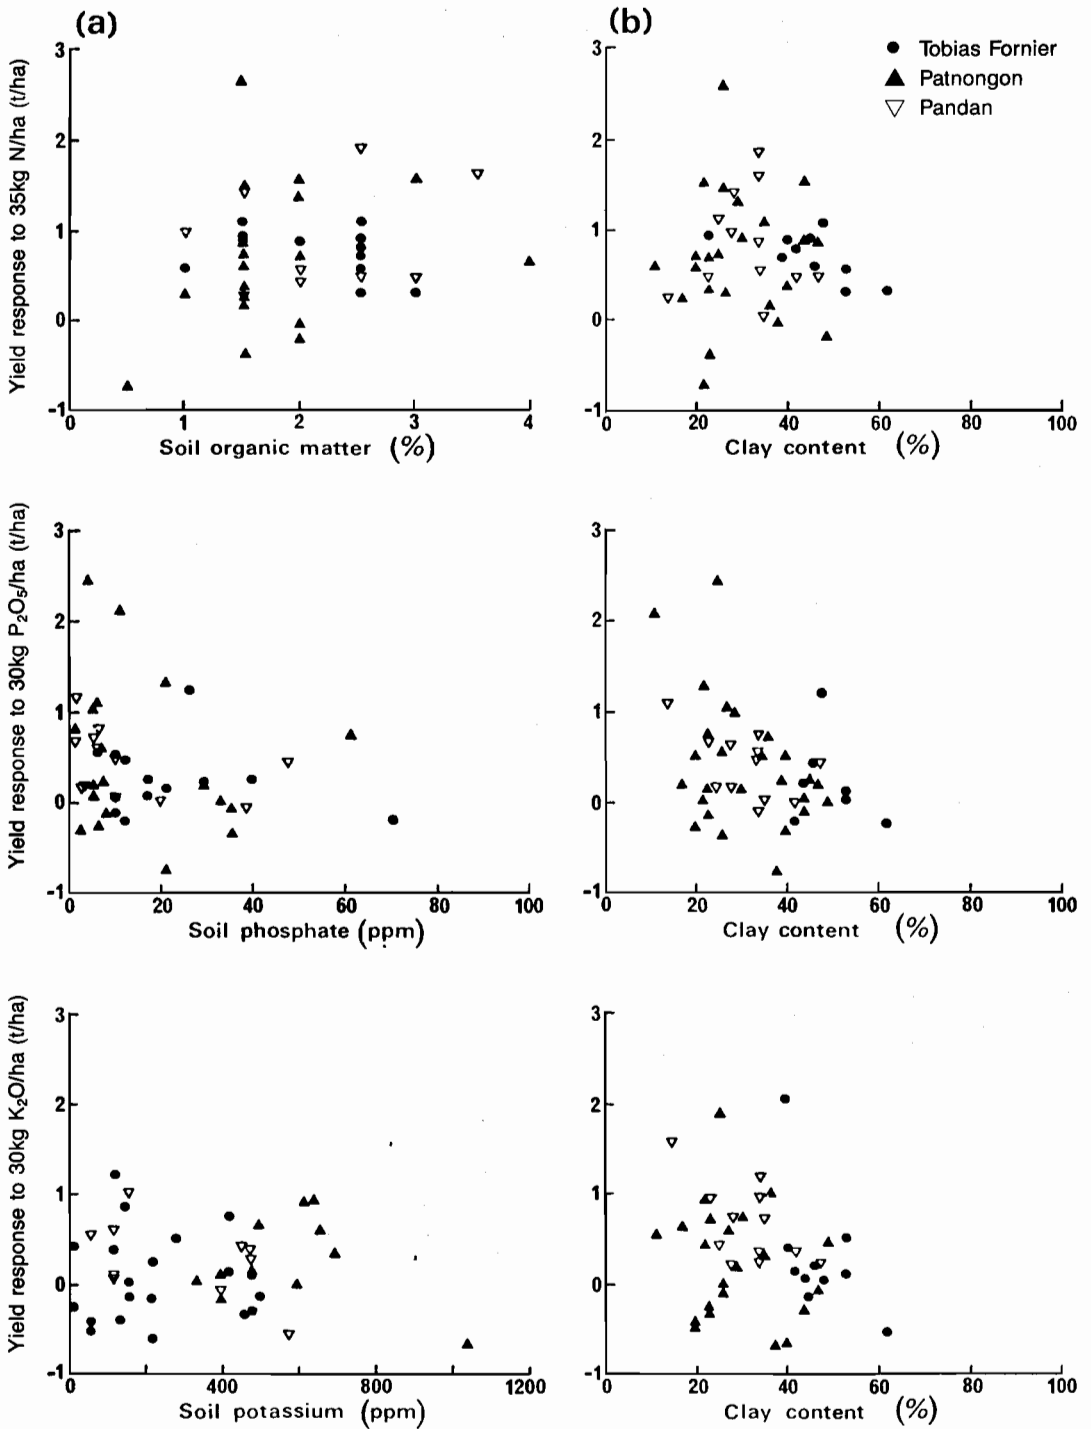 (a)
(b)
Tobias Fornier
Patnongon
Pandan
Yield response to 35kg N/ha (t/ha)
3
2
1
0
-1
0 1 2 3 4
Soil organic matter (%)
3
2
1
0
-1
0 20 40 60 80 100
Clay content (%)
Yield response to 30kg P₂O₅/ha (t/ha)
3
2
1
0
-1
0 20 40 60 80 100
Soil phosphate (ppm)
3
2
1
0
-1
0 20 40 60 80 100
Clay content (%)
Yield response to 30kg K₂O/ha (t/ha)
3
2
1
0
-1
0 400 800 1200
Soil potassium (ppm)
3
2
1
0
-1
0 20 40 60 80 100
Clay content (%)